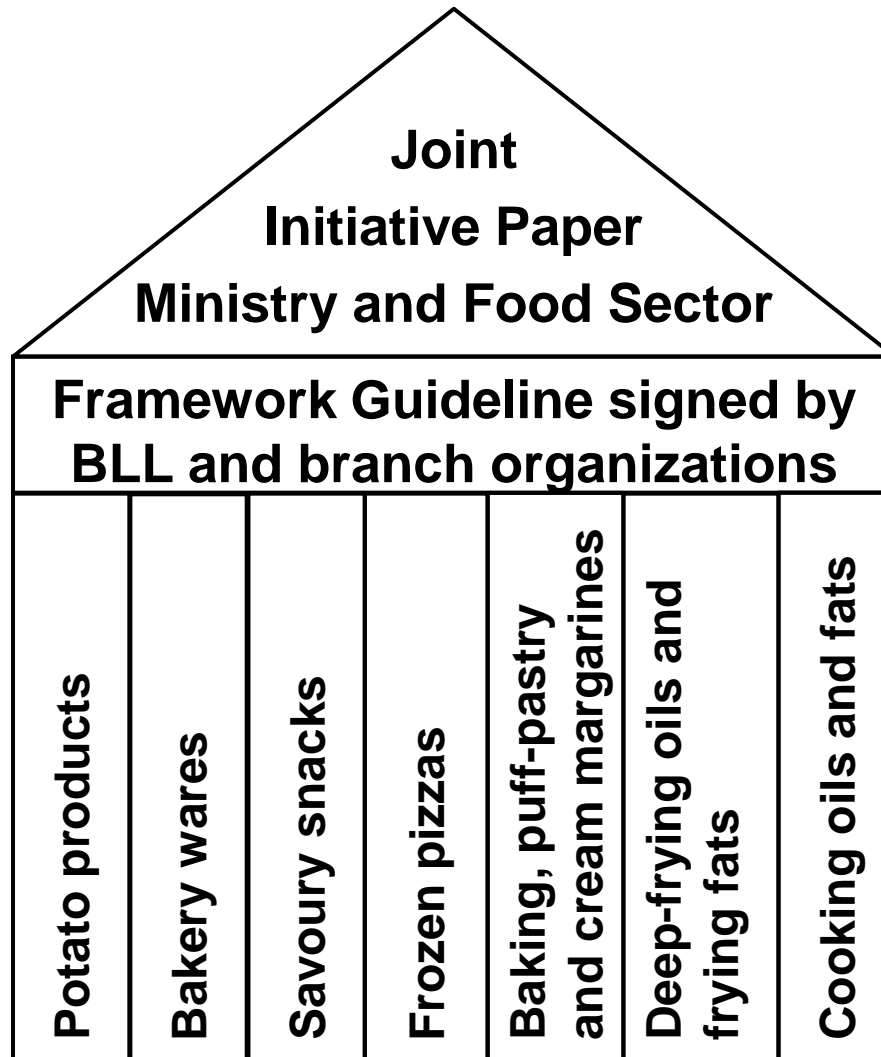 Joint
Initiative Paper
Ministry and Food Sector
Framework Guideline signed by
BLL and branch organizations
Potato products
Bakery wares
Savoury snacks
Frozen pizzas
Baking, puff-pastry
and cream margarines
Deep-frying oils and
frying fats
Cooking oils and fats